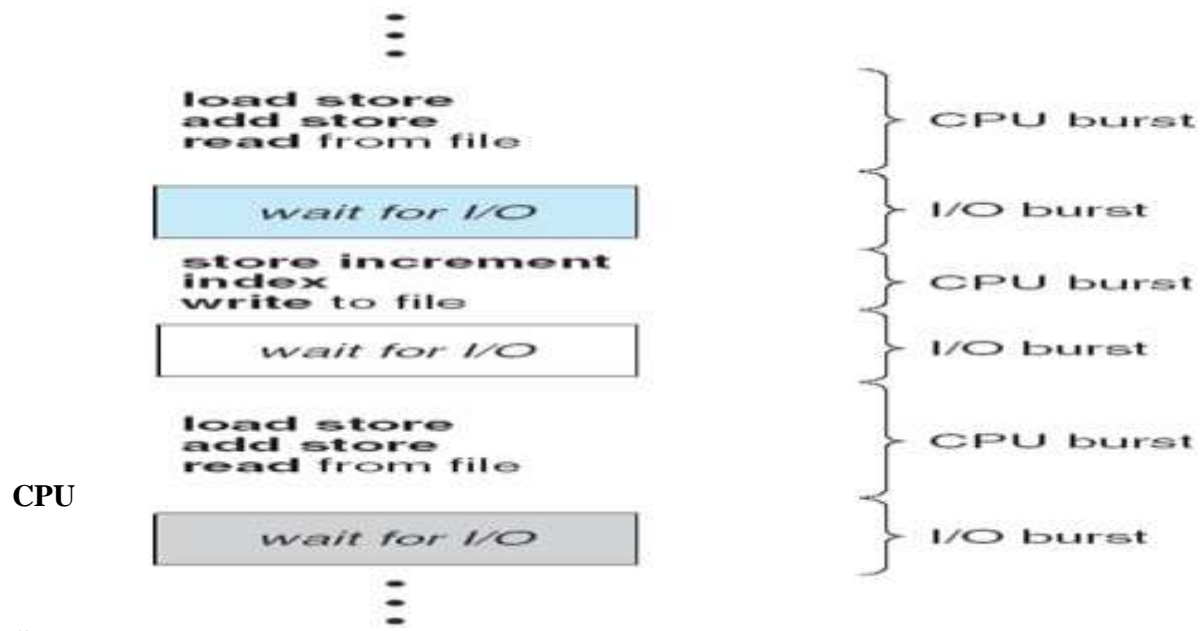 load store
add store
read from file
CPU burst
wait for I/O
I/O burst
store increment
index
write to file
CPU burst
wait for I/O
I/O burst
load store
add store
read from file
CPU burst
CPU
wait for I/O
I/O burst